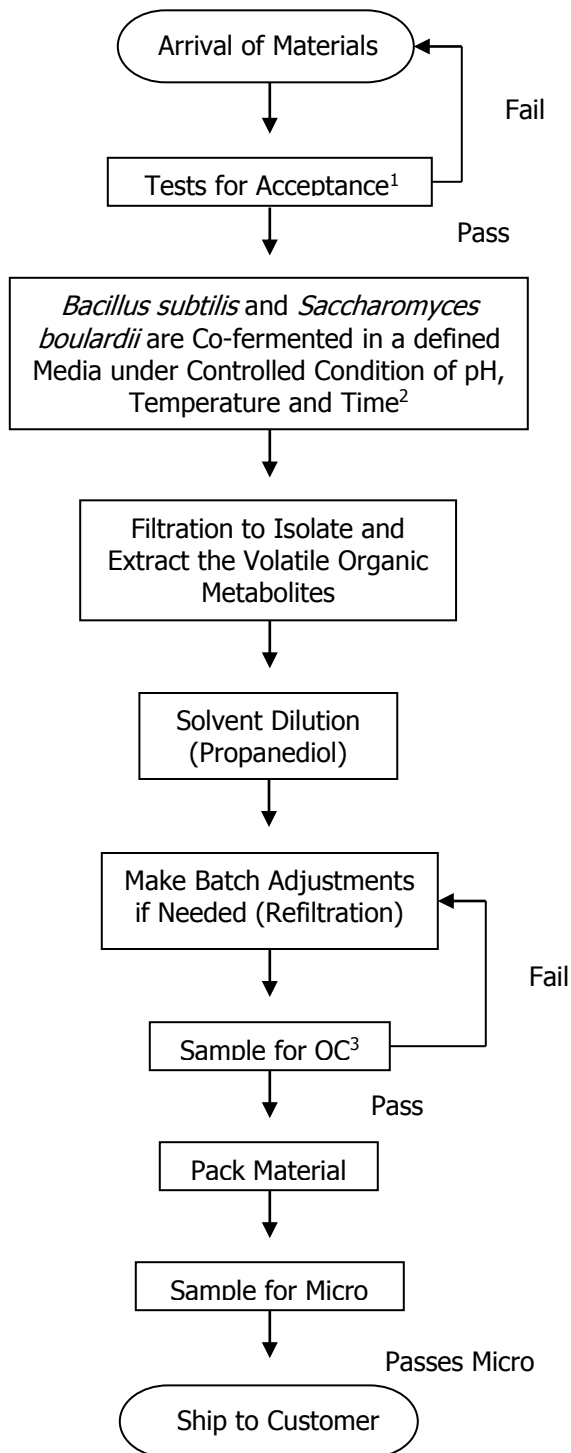 Arrival of Materials
Fail
Tests for Acceptance¹
Pass
Bacillus subtilis and Saccharomyces
boulardii are Co-fermented in a defined
Media under Controlled Condition of pH,
Temperature and Time²
Filtration to Isolate and
Extract the Volatile Organic
Metabolites
Solvent Dilution
(Propanediol)
Make Batch Adjustments
if Needed (Refiltration)
Fail
Sample for QC³
Pass
Pack Material
Sample for Micro
Passes Micro
Ship to Customer